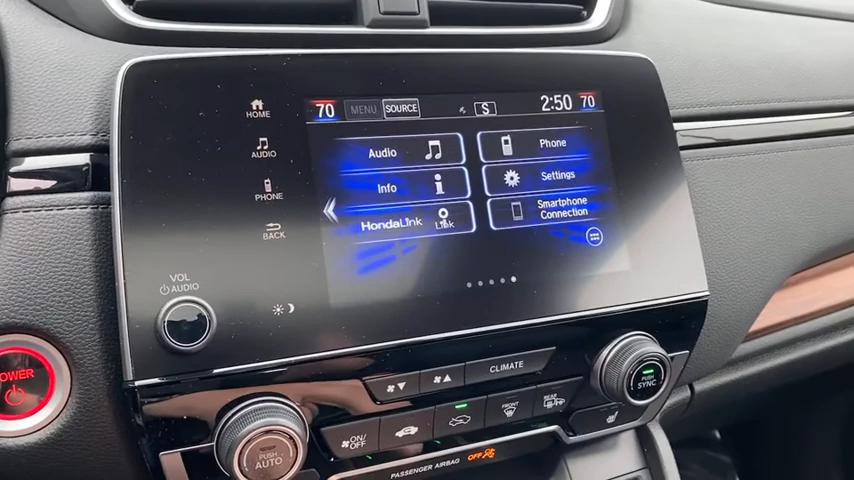 70 MENU SOURCE S 2:50 70
HOME
AUDIO
PHONE
BACK
Audio
Phone
Info
Settings
HondaLink
Link
Smartphone
Connection
VOL
AUDIO
POWER
CLIMATE
PUSH
SYNC
ON/
OFF
FRONT
REAR
PUSH
AUTO
PASSENGER AIRBAG OFF